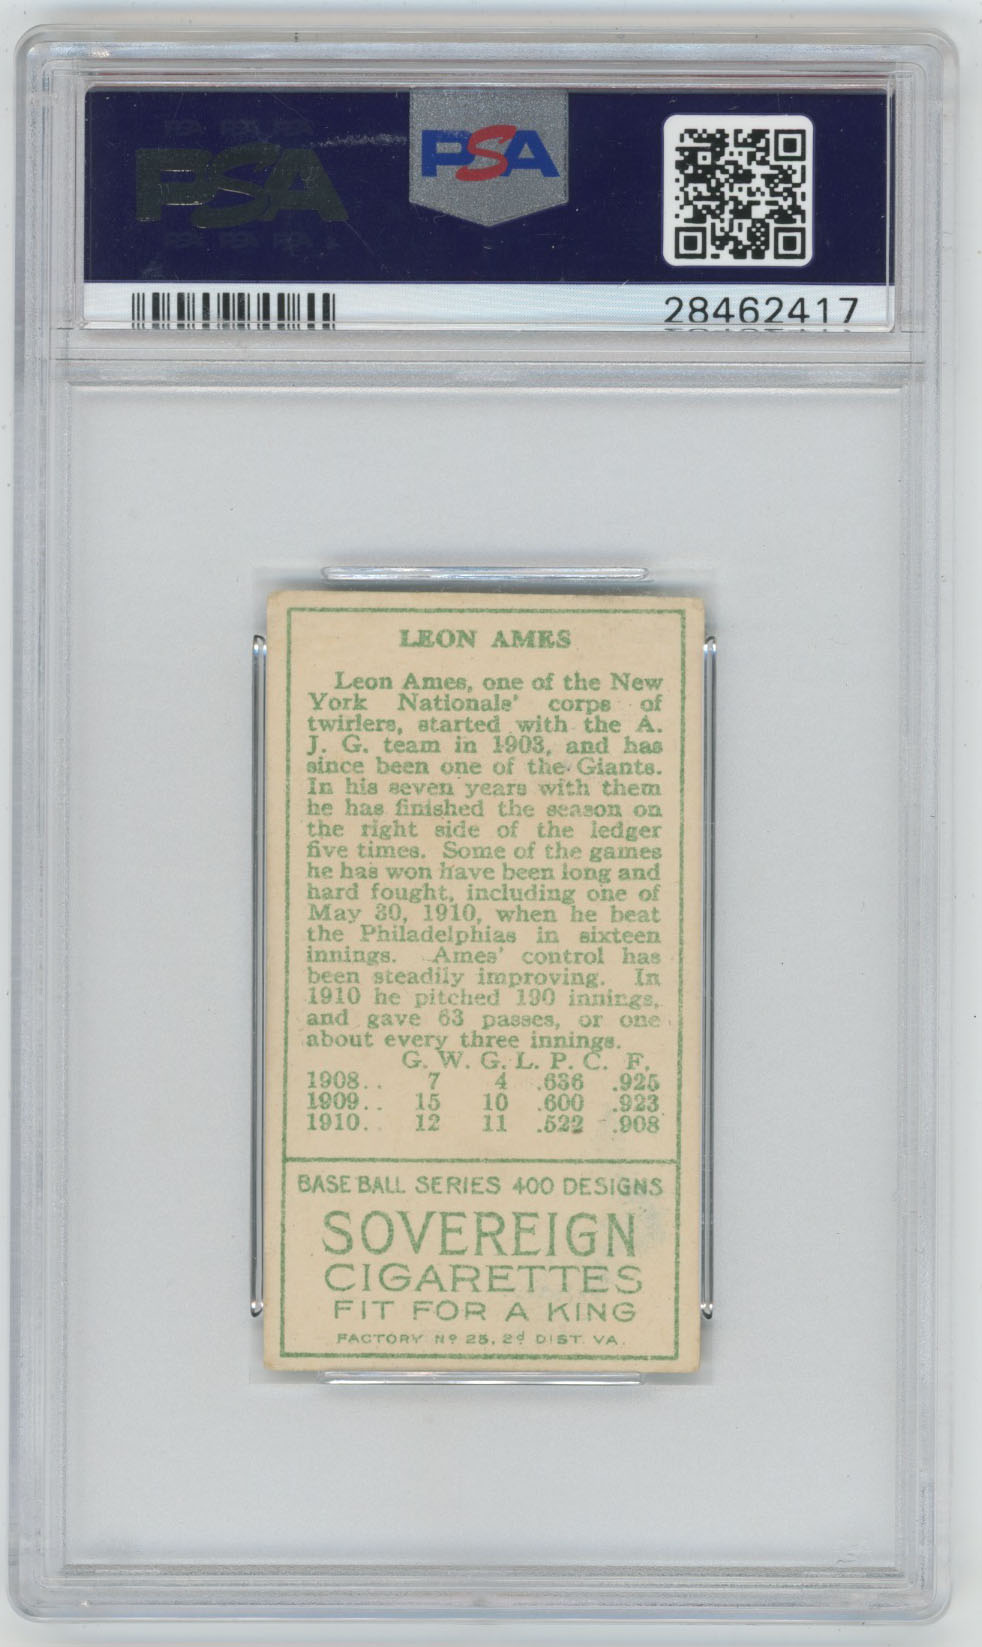 PSA PSA PSA
PSA
PSA PSA PSA
PSA
28462417
LEON AMES
Leon Ames, one of the New
York Nationals' corps of
twirlers, started with the A.
J. G. team in 1903, and has
since been one of the Giants.
In his seven years with them
he has finished the season on
the right side of the ledger
five times. Some of the games
he has won have been long and
hard fought, including one of
May 30, 1910, when he beat
the Philadelphias in sixteen
innings. Ames' control has
been steadily improving. In
1910 he pitched 190 innings,
and gave 63 passes, or one
about every three innings.
G. W. G. L. P. C. F.
1908.. 7 4 .636 .925
1909.. 15 10 .600 .923
1910.. 12 11 .522 .908
BASE BALL SERIES 400 DESIGNS
SOVEREIGN
CIGARETTES
FIT FOR A KING
FACTORY Nº 25, 2d DIST. VA.